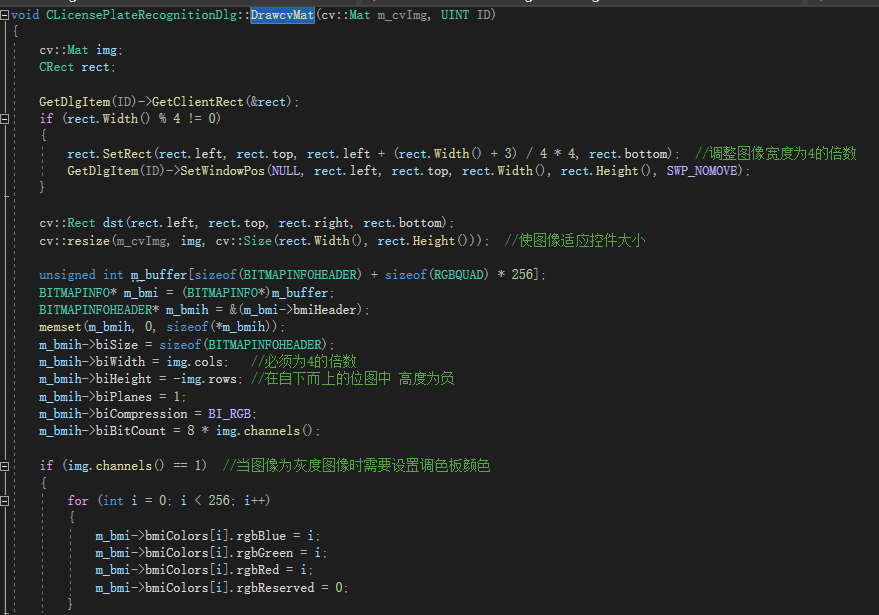 void CLicensePlateRecognitionDlg::DrawcvMat(cv::Mat m_cvImg, UINT ID)
{
    cv::Mat img;
    CRect rect;

    GetDlgItem(ID)->GetClientRect(&rect);
    if (rect.Width() % 4 != 0)
    {
        rect.SetRect(rect.left, rect.top, rect.left + (rect.Width() + 3) / 4 * 4, rect.bottom);  //调整图像宽度为4的倍数
        GetDlgItem(ID)->SetWindowPos(NULL, rect.left, rect.top, rect.Width(), rect.Height(), SWP_NOMOVE);
    }

    cv::Rect dst(rect.left, rect.top, rect.right, rect.bottom);
    cv::resize(m_cvImg, img, cv::Size(rect.Width(), rect.Height()));  //使图像适应控件大小

    unsigned int m_buffer[sizeof(BITMAPINFOHEADER) + sizeof(RGBQUAD) * 256];
    BITMAPINFO* m_bmi = (BITMAPINFO*)m_buffer;
    BITMAPINFOHEADER* m_bmih = &(m_bmi->bmiHeader);
    memset(m_bmih, 0, sizeof(*m_bmih));
    m_bmih->biSize = sizeof(BITMAPINFOHEADER);
    m_bmih->biWidth = img.cols;   //必须为4的倍数
    m_bmih->biHeight = -img.rows; //在自下而上的位图中 高度为负
    m_bmih->biPlanes = 1;
    m_bmih->biCompression = BI_RGB;
    m_bmih->biBitCount = 8 * img.channels();

    if (img.channels() == 1)  //当图像为灰度图像时需要设置调色板颜色
    {
        for (int i = 0; i < 256; i++)
        {
            m_bmi->bmiColors[i].rgbBlue = i;
            m_bmi->bmiColors[i].rgbGreen = i;
            m_bmi->bmiColors[i].rgbRed = i;
            m_bmi->bmiColors[i].rgbReserved = 0;
        }